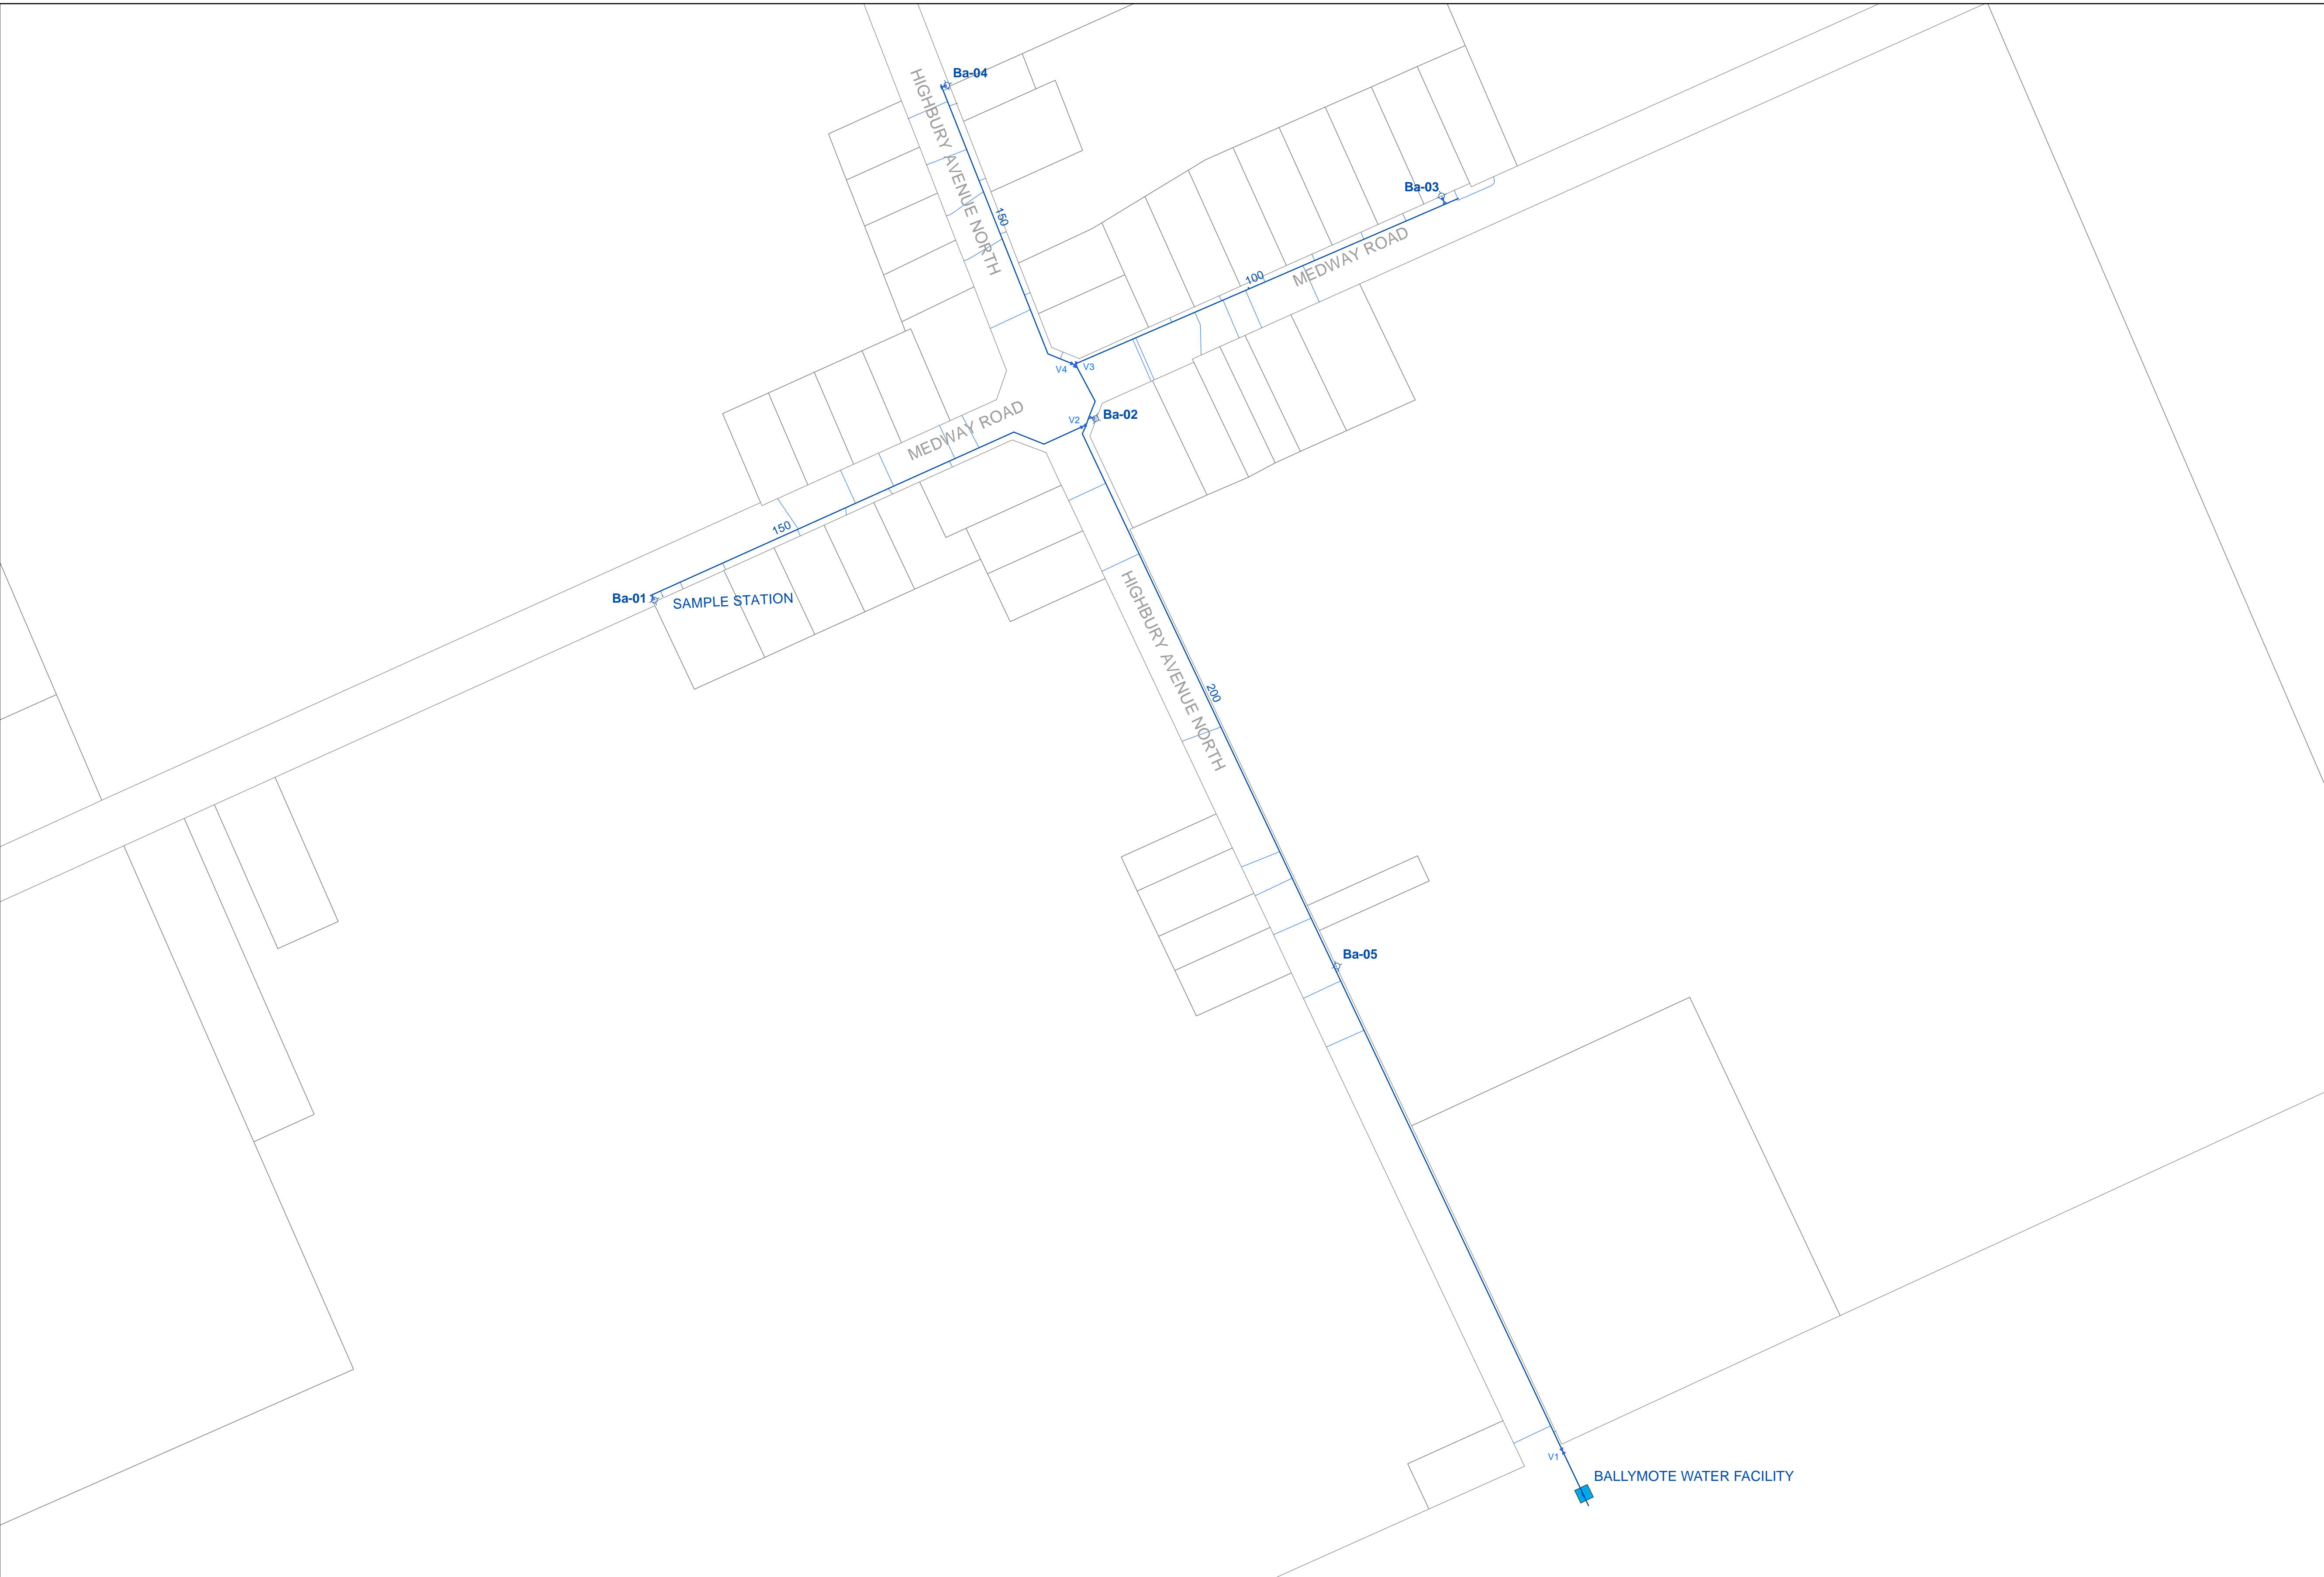 Ba-04
HIGHBURY AVENUE NORTH
150
Ba-03
MEDWAY ROAD
100
V4
V3
V2
Ba-02
MEDWAY ROAD
150
Ba-01
SAMPLE STATION
HIGHBURY AVENUE NORTH
200
Ba-05
V1
BALLYMOTE WATER FACILITY